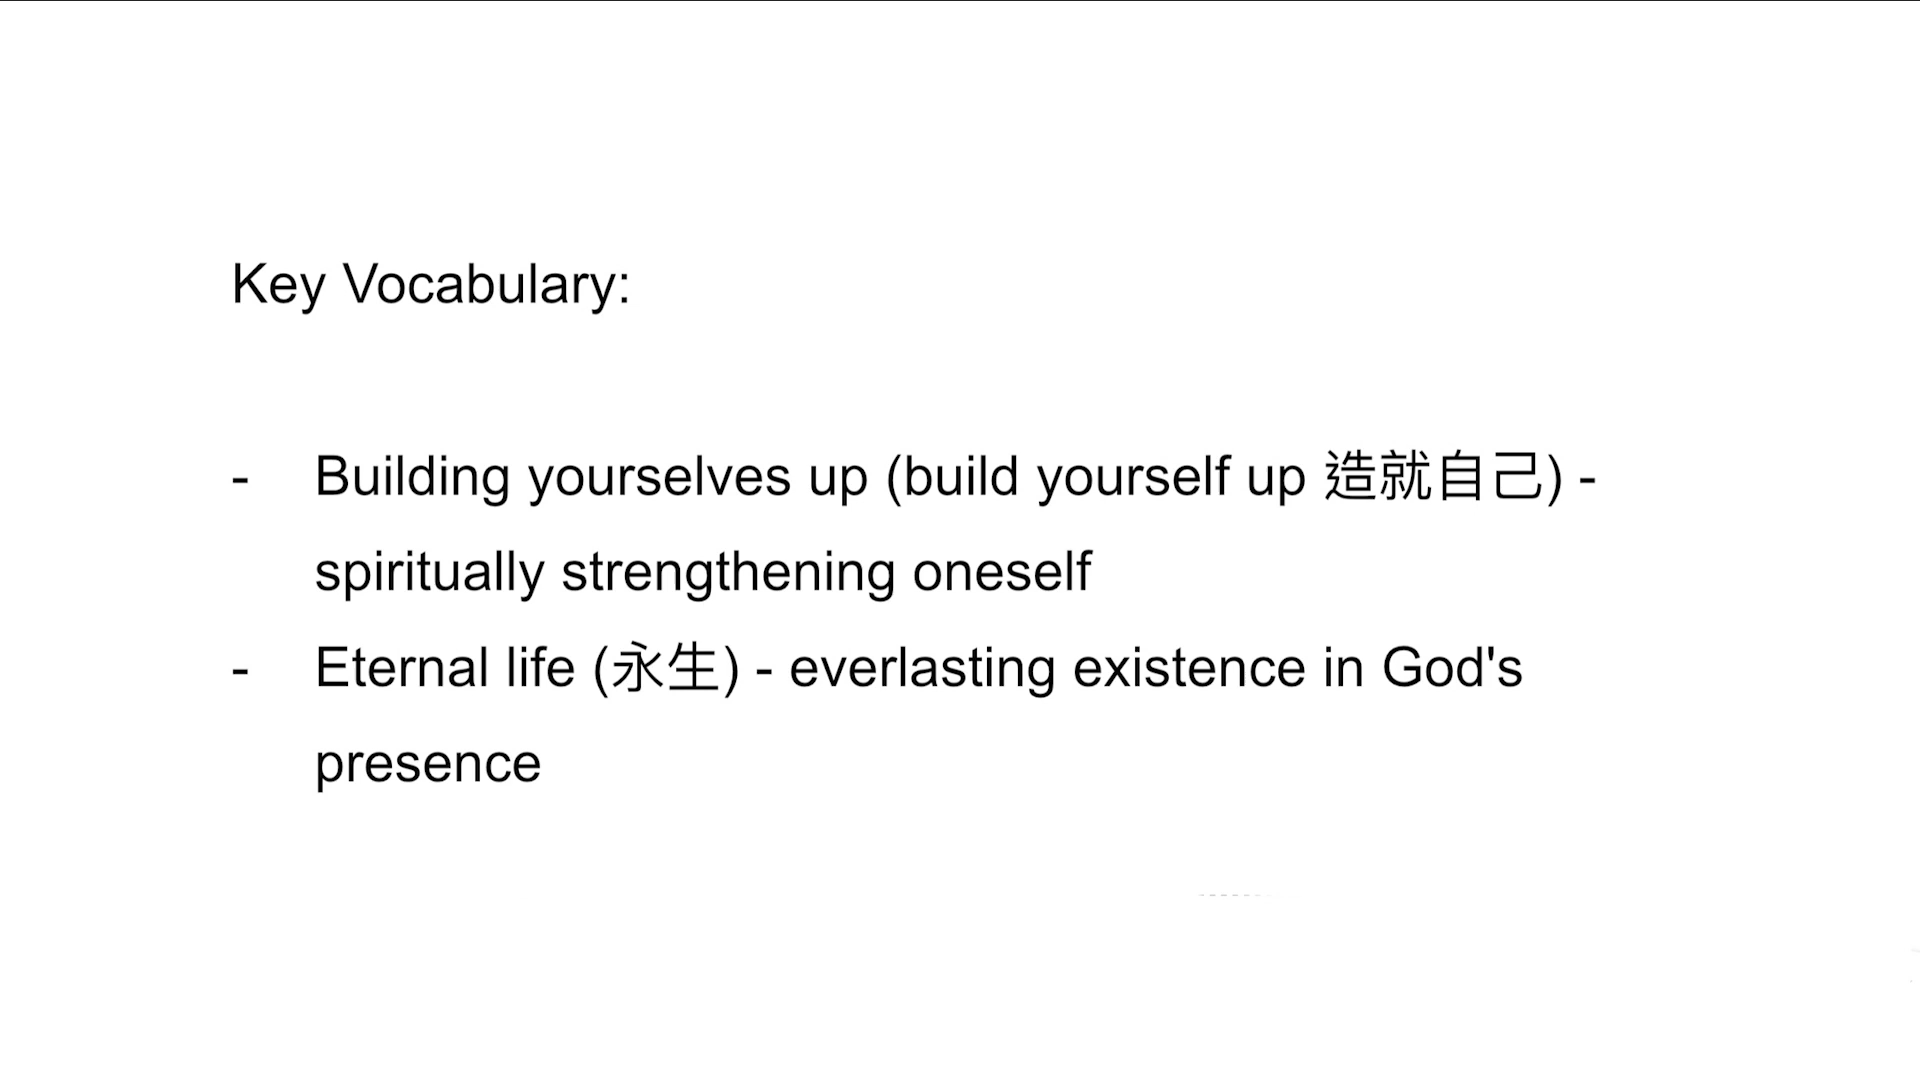 Key Vocabulary:
- Building yourselves up (build yourself up 造就自己) -
spiritually strengthening oneself
- Eternal life (永生) - everlasting existence in God's
presence